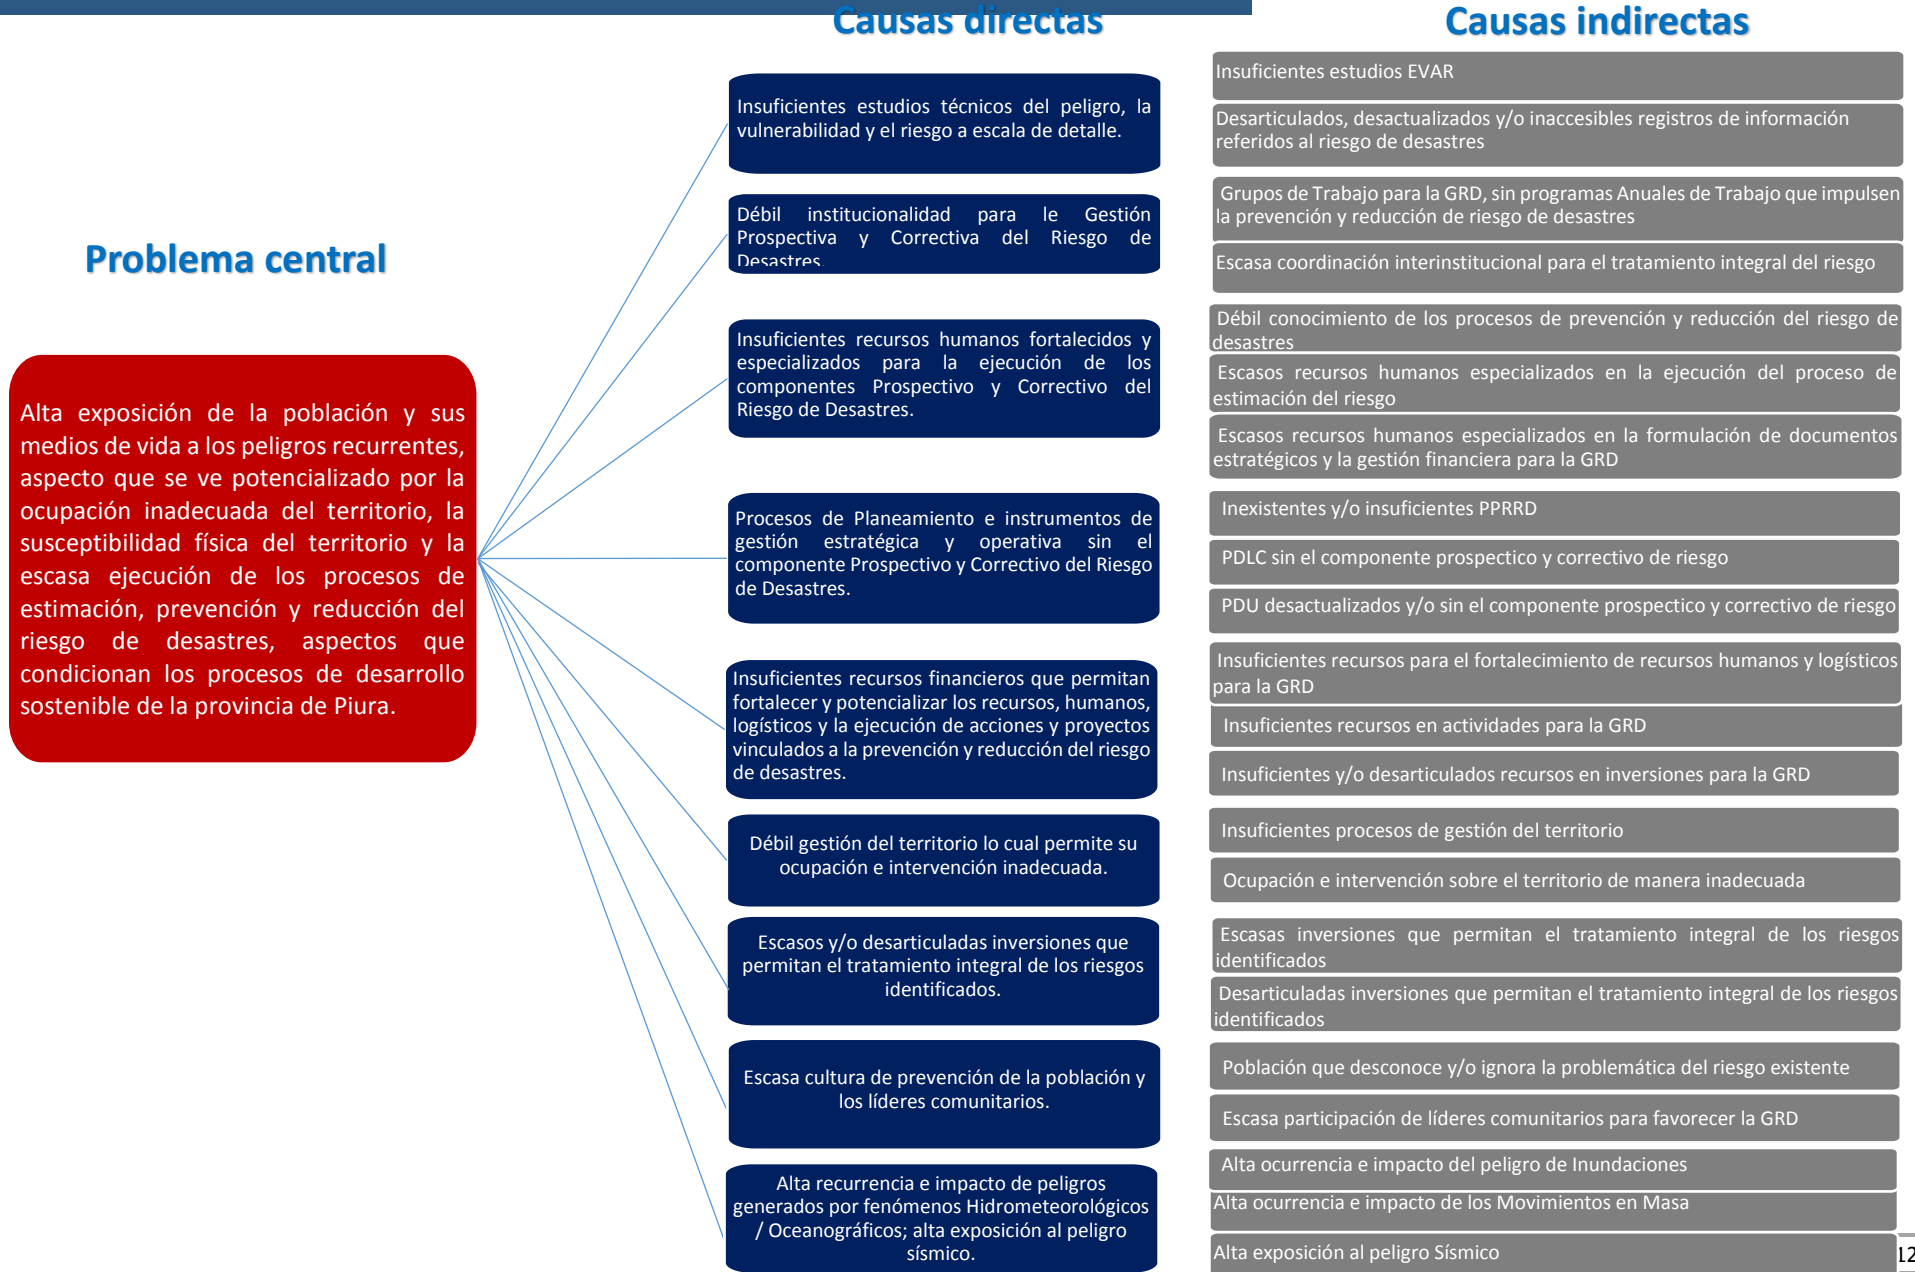 Causas directas
Causas indirectas
Problema central
Alta exposición de la población y sus
medios de vida a los peligros recurrentes,
aspecto que se ve potencializado por la
ocupación inadecuada del territorio, la
susceptibilidad física del territorio y la
escasa ejecución de los procesos de
estimación, prevención y reducción del
riesgo de desastres, aspectos que
condicionan los procesos de desarrollo
sostenible de la provincia de Piura.
Insuficientes estudios técnicos del peligro, la
vulnerabilidad y el riesgo a escala de detalle.
Débil institucionalidad para le Gestión
Prospectiva y Correctiva del Riesgo de
Desastres.
Insuficientes recursos humanos fortalecidos y
especializados para la ejecución de los
componentes Prospectivo y Correctivo del
Riesgo de Desastres.
Procesos de Planeamiento e instrumentos de
gestión estratégica y operativa sin el
componente Prospectivo y Correctivo del Riesgo
de Desastres.
Insuficientes recursos financieros que permitan
fortalecer y potencializar los recursos, humanos,
logísticos y la ejecución de acciones y proyectos
vinculados a la prevención y reducción del riesgo
de desastres.
Débil gestión del territorio lo cual permite su
ocupación e intervención inadecuada.
Escasos y/o desarticuladas inversiones que
permitan el tratamiento integral de los riesgos
identificados.
Escasa cultura de prevención de la población y
los líderes comunitarios.
Alta recurrencia e impacto de peligros
generados por fenómenos Hidrometeorológicos
/ Oceanográficos; alta exposición al peligro
sísmico.
Insuficientes estudios EVAR
Desarticulados, desactualizados y/o inaccesibles registros de información
referidos al riesgo de desastres
Grupos de Trabajo para la GRD, sin programas Anuales de Trabajo que impulsen
la prevención y reducción de riesgo de desastres
Escasa coordinación interinstitucional para el tratamiento integral del riesgo
Débil conocimiento de los procesos de prevención y reducción del riesgo de
desastres
Escasos recursos humanos especializados en la ejecución del proceso de
estimación del riesgo
Escasos recursos humanos especializados en la formulación de documentos
estratégicos y la gestión financiera para la GRD
Inexistentes y/o insuficientes PPRRD
PDLC sin el componente prospectico y correctivo de riesgo
PDU desactualizados y/o sin el componente prospectico y correctivo de riesgo
Insuficientes recursos para el fortalecimiento de recursos humanos y logísticos
para la GRD
Insuficientes recursos en actividades para la GRD
Insuficientes y/o desarticulados recursos en inversiones para la GRD
Insuficientes procesos de gestión del territorio
Ocupación e intervención sobre el territorio de manera inadecuada
Escasas inversiones que permitan el tratamiento integral de los riesgos
identificados
Desarticuladas inversiones que permitan el tratamiento integral de los riesgos
identificados
Población que desconoce y/o ignora la problemática del riesgo existente
Escasa participación de líderes comunitarios para favorecer la GRD
Alta ocurrencia e impacto del peligro de Inundaciones
Alta ocurrencia e impacto de los Movimientos en Masa
Alta exposición al peligro Sísmico
12